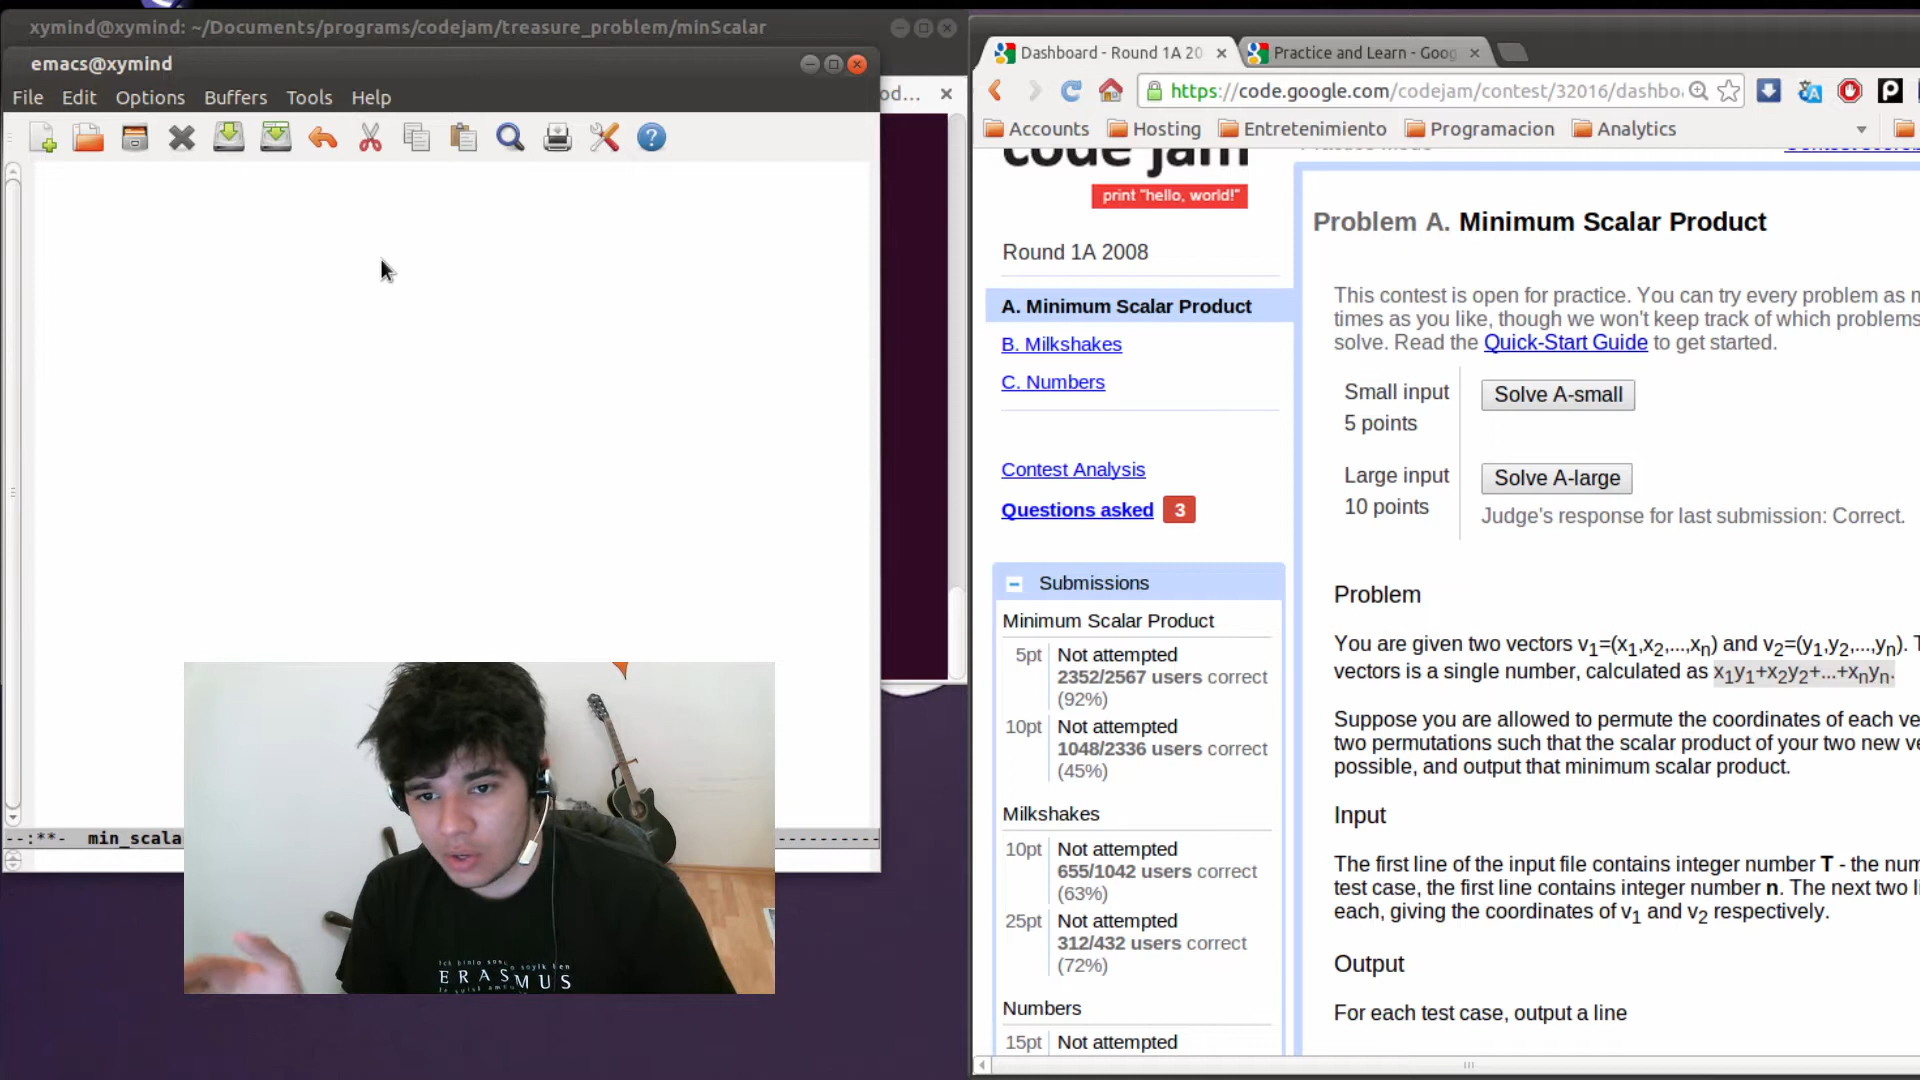 xymind@xymind: ~/Documents/programs/codejam/treasure_problem/minScalar
emacs@xymind
File Edit Options Buffers Tools Help
od...
--:**- min_scala
ERASMUS
Dashboard - Round 1A 20
Practice and Learn - Goog
https://code.google.com/codejam/contest/32016/dashbo
Accounts Hosting Entretenimiento Programacion Analytics
code jam
print "hello, world!"
Round 1A 2008
A. Minimum Scalar Product
B. Milkshakes
C. Numbers
Contest Analysis
Questions asked 3
Submissions
Minimum Scalar Product
5pt Not attempted
2352/2567 users correct
(92%)
10pt Not attempted
1048/2336 users correct
(45%)
Milkshakes
10pt Not attempted
655/1042 users correct
(63%)
25pt Not attempted
312/432 users correct
(72%)
Numbers
15pt Not attempted
Problem A. Minimum Scalar Product
This contest is open for practice. You can try every problem as m
times as you like, though we won't keep track of which problems
solve. Read the Quick-Start Guide to get started.
Small input
5 points
Solve A-small
Large input
10 points
Solve A-large
Judge's response for last submission: Correct.
Problem
You are given two vectors v1=(x1,x2,...,xn) and v2=(y1,y2,...,yn). T
vectors is a single number, calculated as x1y1+x2y2+...+xnyn.
Suppose you are allowed to permute the coordinates of each ve
two permutations such that the scalar product of your two new v
possible, and output that minimum scalar product.
Input
The first line of the input file contains integer number T - the num
test case, the first line contains integer number n. The next two li
each, giving the coordinates of v1 and v2 respectively.
Output
For each test case, output a line